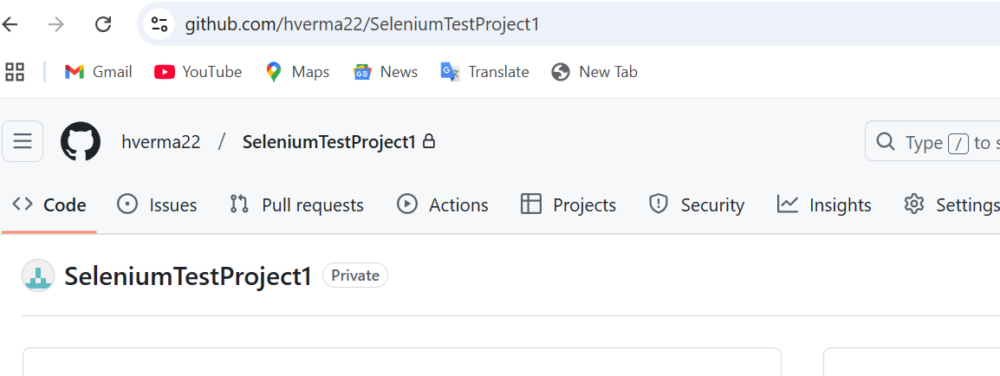 github.com/hverma22/SeleniumTestProject1
Gmail YouTube Maps News Translate New Tab
hverma22 / SeleniumTestProject1 Type / to s
Code Issues Pull requests Actions Projects Security Insights Settings
SeleniumTestProject1 Private